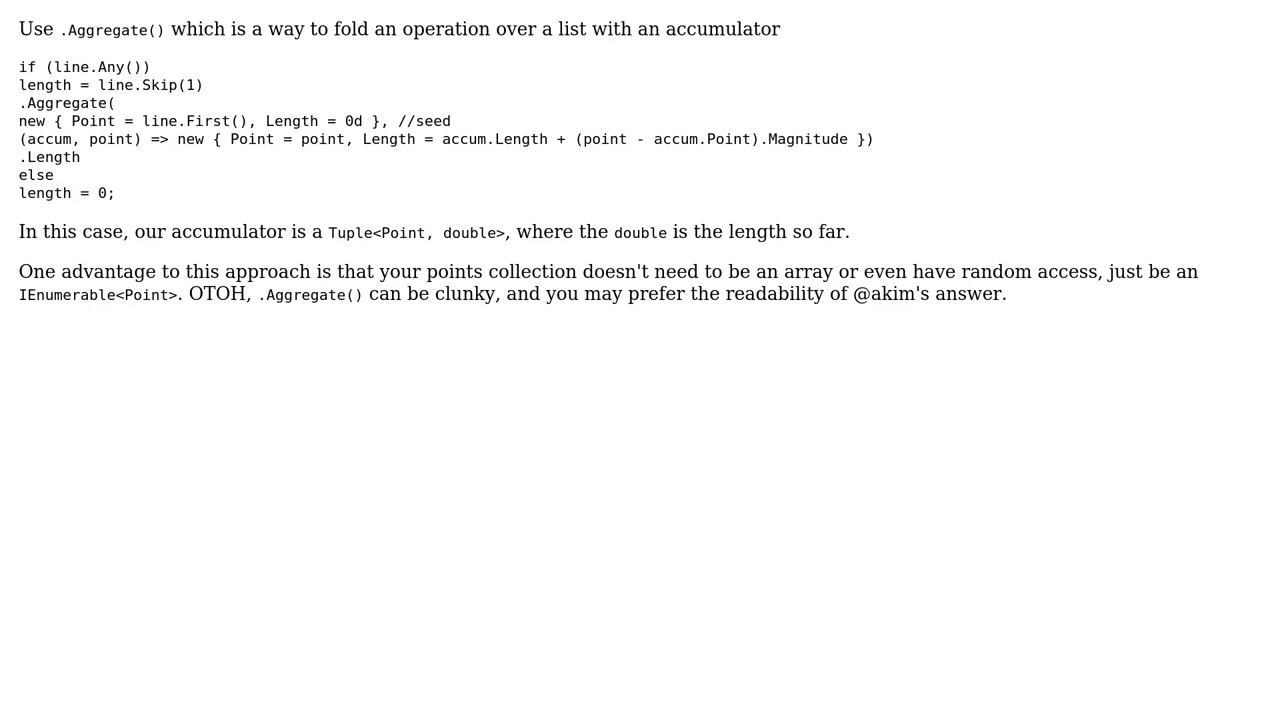 Use .Aggregate() which is a way to fold an operation over a list with an accumulator
if (line.Any())
length = line.Skip(1)
.Aggregate(
new { Point = line.First(), Length = 0d }, //seed
(accum, point) => new { Point = point, Length = accum.Length + (point - accum.Point).Magnitude })
.Length
else
length = 0;
In this case, our accumulator is a Tuple<Point, double>, where the double is the length so far.
One advantage to this approach is that your points collection doesn't need to be an array or even have random access, just be an
IEnumerable<Point>. OTOH, .Aggregate() can be clunky, and you may prefer the readability of @akim's answer.